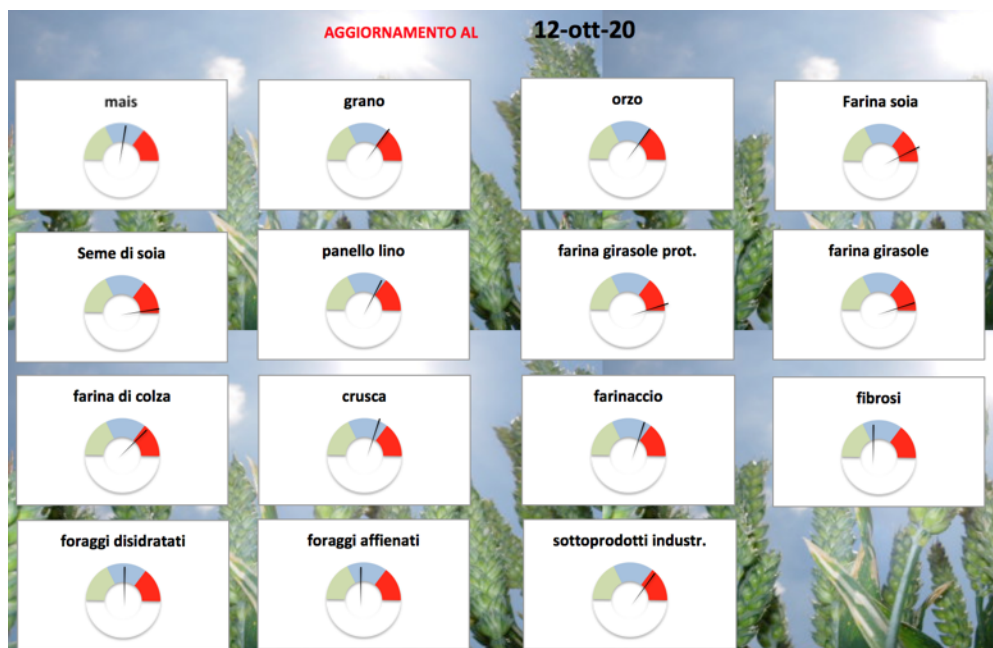 AGGIORNAMENTO AL 12-ott-20
mais
grano
orzo
Farina soia
Seme di soia
panello lino
farina girasole prot.
farina girasole
farina di colza
crusca
farinaccio
fibrosi
foraggi disidratati
foraggi affienati
sottoprodotti industr.